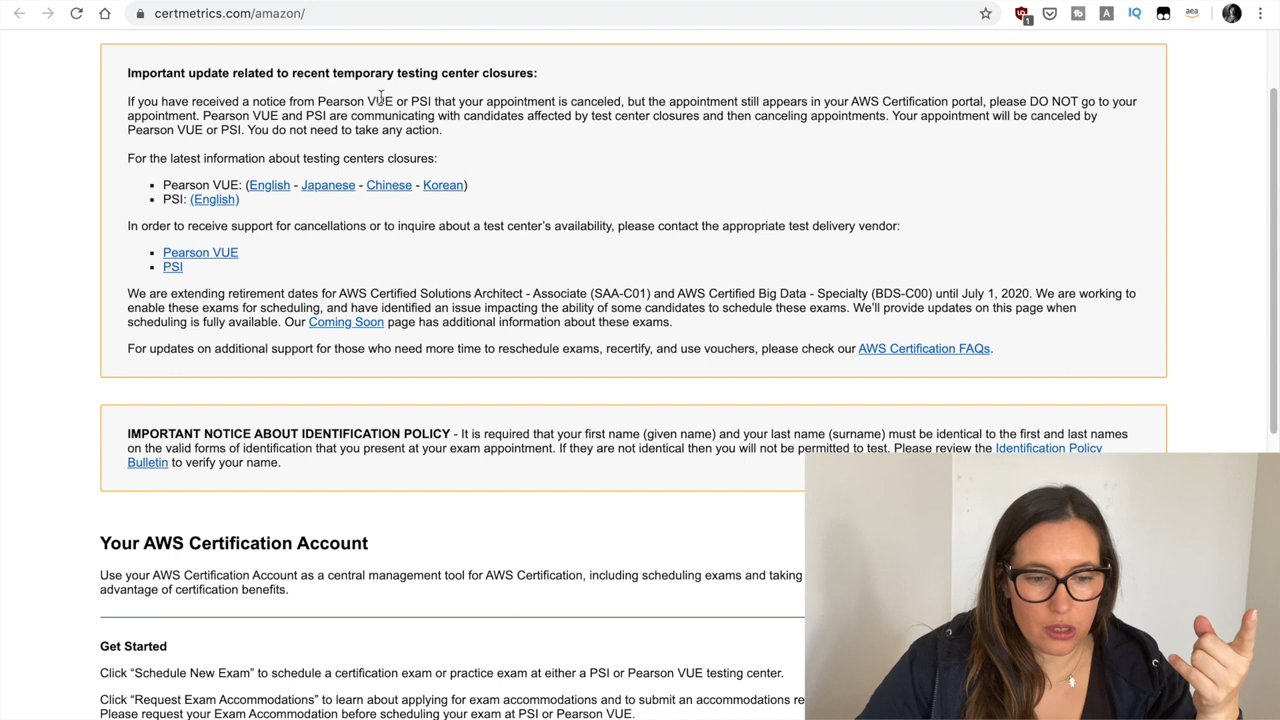 certmetrics.com/amazon/
1
A
IQ
aea
Important update related to recent temporary testing center closures:
If you have received a notice from Pearson VUE or PSI that your appointment is canceled, but the appointment still appears in your AWS Certification portal, please DO NOT go to your
appointment. Pearson VUE and PSI are communicating with candidates affected by test center closures and then canceling appointments. Your appointment will be canceled by
Pearson VUE or PSI. You do not need to take any action.
For the latest information about testing centers closures:
▪ Pearson VUE: (English - Japanese - Chinese - Korean)
▪ PSI: (English)
In order to receive support for cancellations or to inquire about a test center’s availability, please contact the appropriate test delivery vendor:
▪ Pearson VUE
▪ PSI
We are extending retirement dates for AWS Certified Solutions Architect - Associate (SAA-C01) and AWS Certified Big Data - Specialty (BDS-C00) until July 1, 2020. We are working to
enable these exams for scheduling, and have identified an issue impacting the ability of some candidates to schedule these exams. We’ll provide updates on this page when
scheduling is fully available. Our Coming Soon page has additional information about these exams.
For updates on additional support for those who need more time to reschedule exams, recertify, and use vouchers, please check our AWS Certification FAQs.
IMPORTANT NOTICE ABOUT IDENTIFICATION POLICY - It is required that your first name (given name) and your last name (surname) must be identical to the first and last names
on the valid forms of identification that you present at your exam appointment. If they are not identical then you will not be permitted to test. Please review the Identification Policy
Bulletin to verify your name.
Your AWS Certification Account
Use your AWS Certification Account as a central management tool for AWS Certification, including scheduling exams and taking
advantage of certification benefits.
Get Started
Click “Schedule New Exam” to schedule a certification exam or practice exam at either a PSI or Pearson VUE testing center.
Click “Request Exam Accommodations” to learn about applying for exam accommodations and to submit an accommodations re
Please request your Exam Accommodation before scheduling your exam at PSI or Pearson VUE.